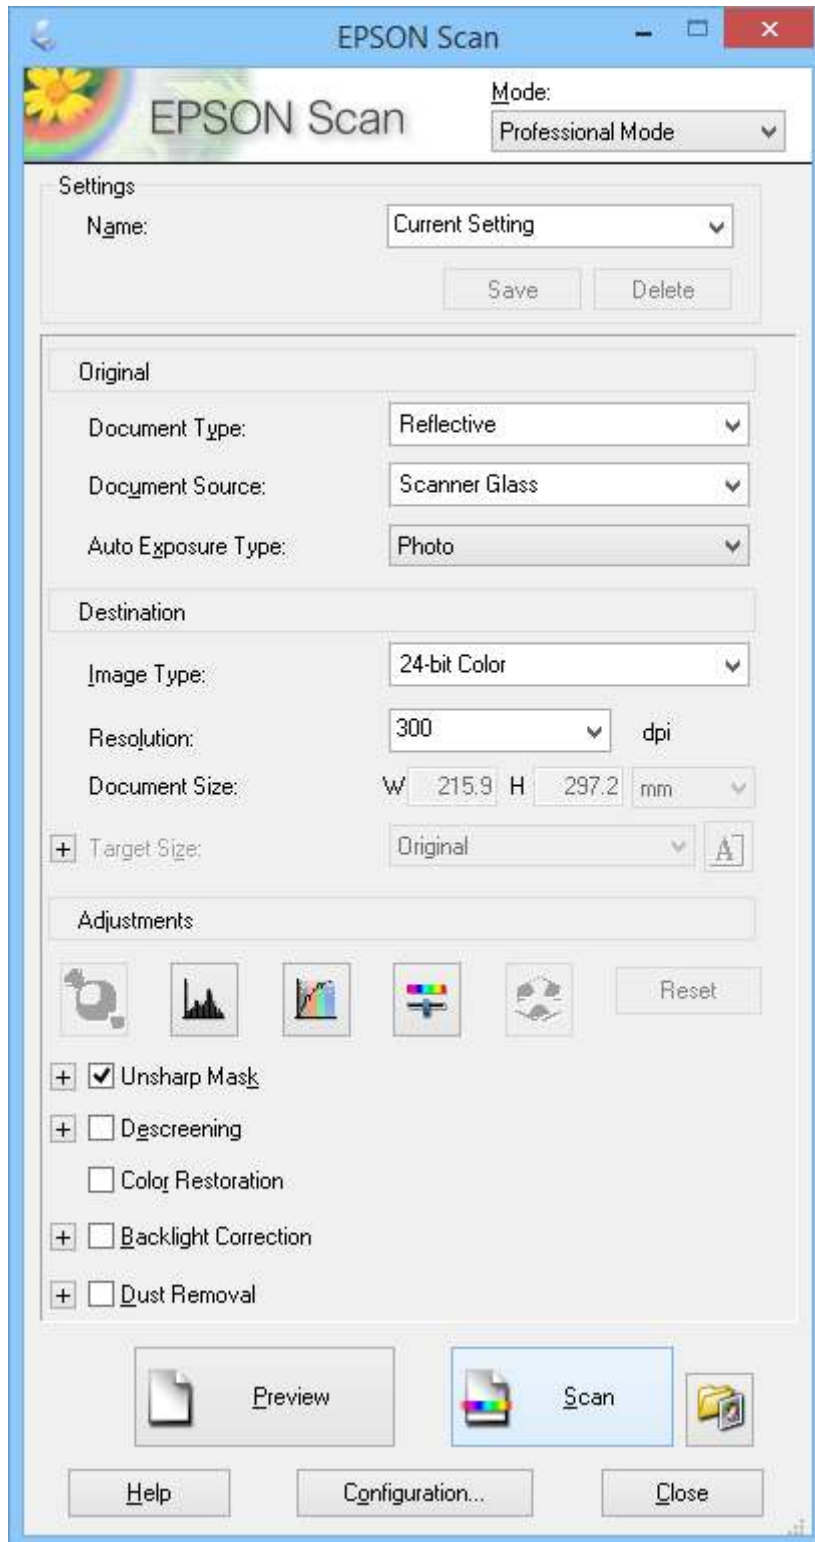 EPSON Scan
EPSON Scan
Mode:
Professional Mode
Settings
Name:
Current Setting
Save
Delete
Original
Document Type:
Reflective
Document Source:
Scanner Glass
Auto Exposure Type:
Photo
Destination
Image Type:
24-bit Color
Resolution:
300
dpi
Document Size:
W 215.9 H 297.2 mm
Target Size:
Original
A
Adjustments
Reset
Unsharp Mask
Descreening
Color Restoration
Backlight Correction
Dust Removal
Preview
Scan
Help
Configuration...
Close